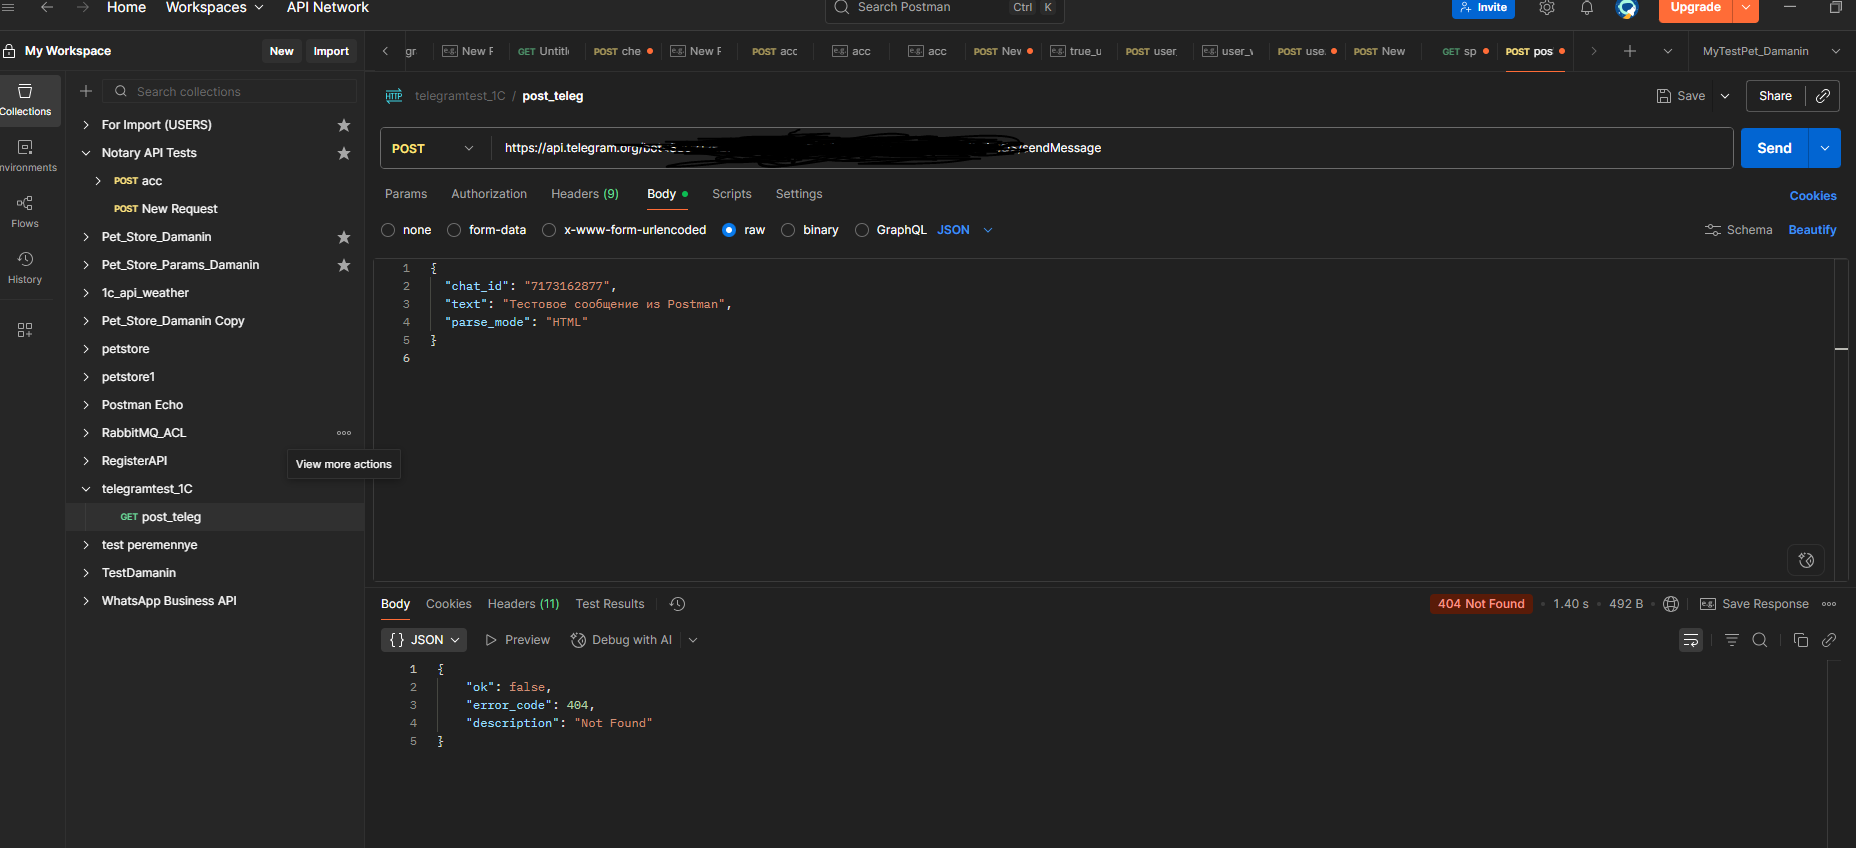 Home Workspaces API Network Search Postman Ctrl K Invite Upgrade
My Workspace New Import
gr. New F GET Untitl POST che New F POST acc acc acc POST Nev true_u POST user. user_v POST use. POST New GET sp POST pos MyTestPet_Damanin
Search collections
Collections
nvironments
Flows
History
For Import (USERS)
Notary API Tests
POST acc
POST New Request
Pet_Store_Damanin
Pet_Store_Params_Damanin
1c_api_weather
Pet_Store_Damanin Copy
petstore
petstore1
Postman Echo
RabbitMQ_ACL
RegisterAPI
View more actions
telegramtest_1C
GET post_teleg
test peremennye
TestDamanin
WhatsApp Business API
HTTP telegramtest_1C / post_teleg Save Share
POST https://api.telegram.org/bot sendMessage Send
Params Authorization Headers (9) Body Scripts Settings Cookies
none form-data x-www-form-urlencoded raw binary GraphQL JSON Schema Beautify
1 {
2 "chat_id": "7173162877",
3 "text": "Тестовое сообщение из Postman",
4 "parse_mode": "HTML"
5 }
6
Body Cookies Headers (11) Test Results 404 Not Found 1.40 s 492 B e.g. Save Response
{} JSON Preview Debug with AI
1 {
2 "ok": false,
3 "error_code": 404,
4 "description": "Not Found"
5 }